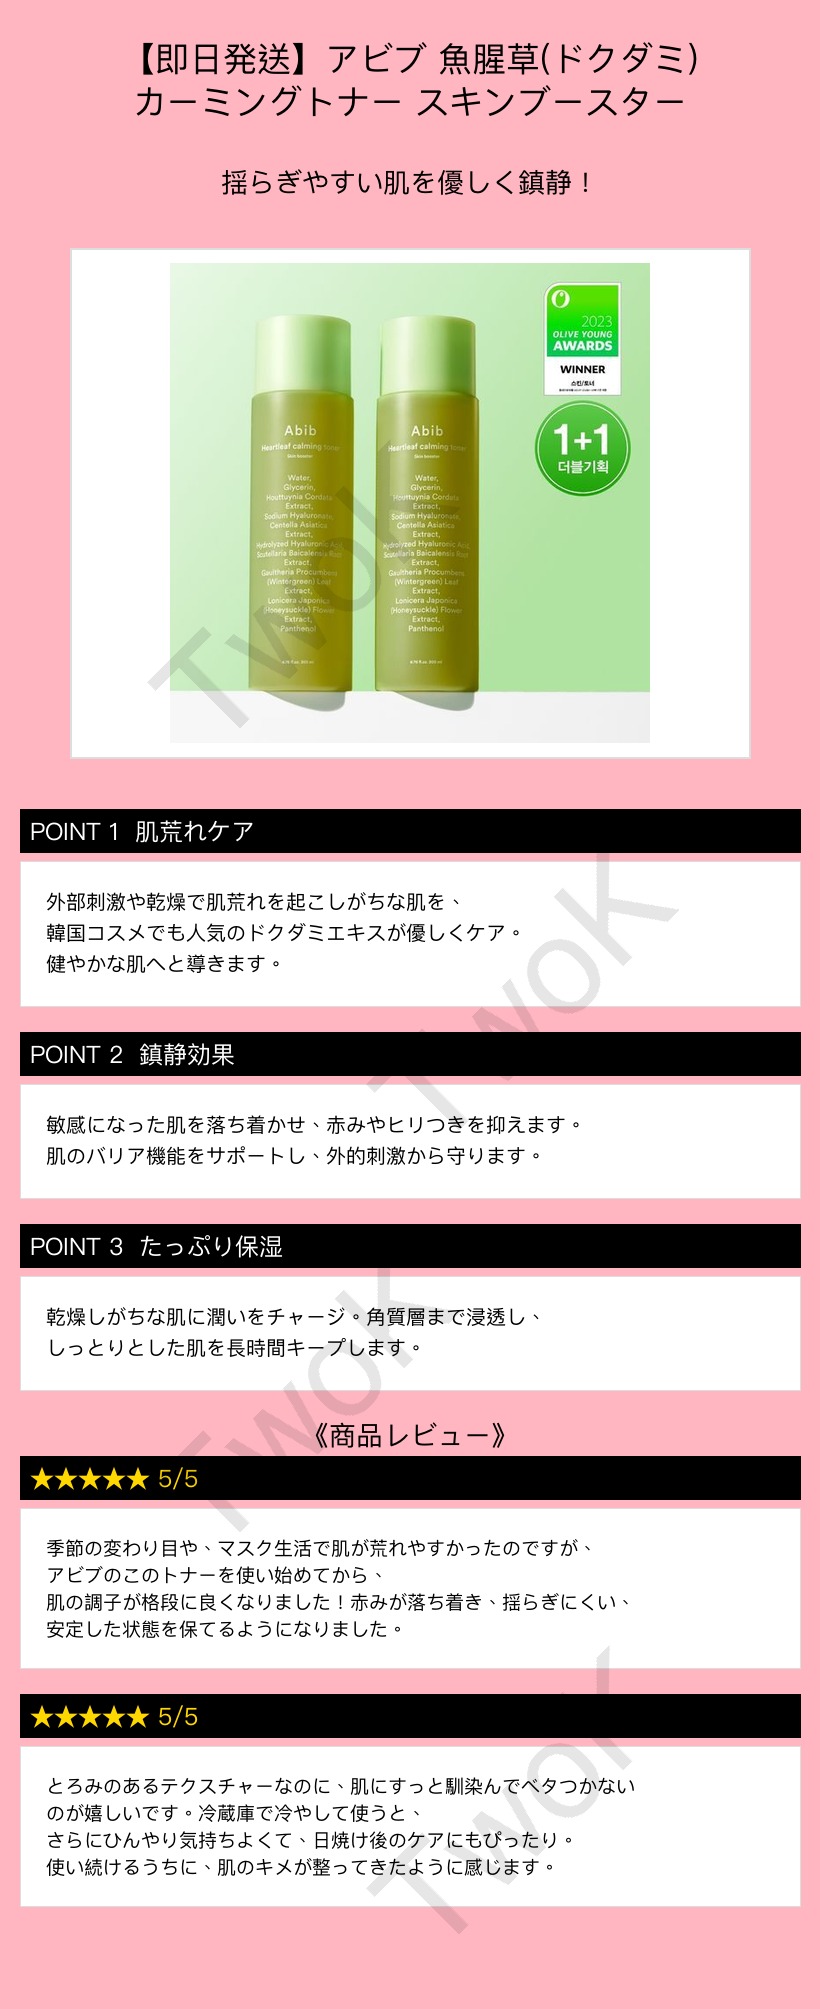 【即日発送】アビブ 魚腥草(ドクダミ)
カーミングトナー スキンブースター
揺らぎやすい肌を優しく鎮静！
2023
OLIVE YOUNG
AWARDS
WINNER
스킨/토너
1+1
더블기획
Abib
Heartleaf calming toner
Skin booster
Water,
Glycerin,
Houttuynia Cordata
Extract,
Sodium Hyaluronate,
Centella Asiatica
Extract,
Hydrolyzed Hyaluronic Acid,
Scutellaria Baicalensis Root
Extract,
Gaultheria Procumbens
(Wintergreen) Leaf
Extract,
Lonicera Japonica
(Honeysuckle) Flower
Extract,
Panthenol
Abib
Heartleaf calming toner
Skin booster
Water,
Glycerin,
Houttuynia Cordata
Extract,
Sodium Hyaluronate,
Centella Asiatica
Extract,
Hydrolyzed Hyaluronic Acid,
Scutellaria Baicalensis Root
Extract,
Gaultheria Procumbens
(Wintergreen) Leaf
Extract,
Lonicera Japonica
(Honeysuckle) Flower
Extract,
Panthenol
TwoK
POINT 1 肌荒れケア
外部刺激や乾燥で肌荒れを起こしがちな肌を、
韓国コスメでも人気のドクダミエキスが優しくケア。
健やかな肌へと導きます。
TwoK
POINT 2 鎮静効果
敏感になった肌を落ち着かせ、赤みやヒリつきを抑えます。
肌のバリア機能をサポートし、外的刺激から守ります。
POINT 3 たっぷり保湿
乾燥しがちな肌に潤いをチャージ。角質層まで浸透し、
しっとりとした肌を長時間キープします。
TwoK
《商品レビュー》
★★★★★ 5/5
季節の変わり目や、マスク生活で肌が荒れやすかったのですが、
アビブのこのトナーを使い始めてから、
肌の調子が格段に良くなりました！赤みが落ち着き、揺らぎにくい、
安定した状態を保てるようになりました。
★★★★★ 5/5
とろみのあるテクスチャーなのに、肌にすっと馴染んでベタつかない
のが嬉しいです。冷蔵庫で冷やして使うと、
さらにひんやり気持ちよくて、日焼け後のケアにもぴったり。
使い続けるうちに、肌のキメが整ってきたように感じます。
TwoK